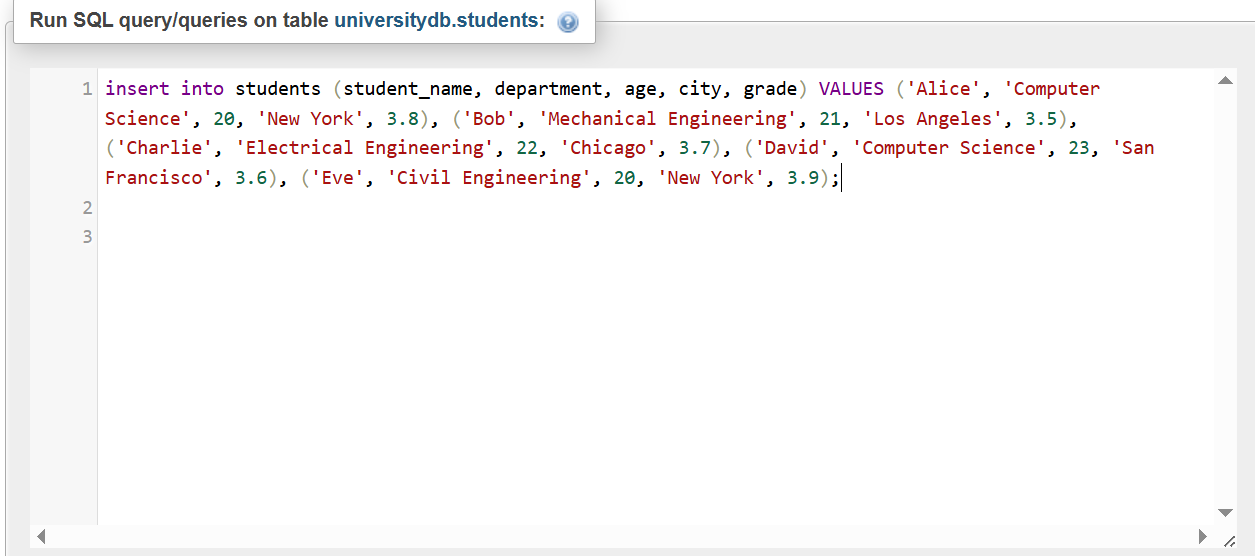 Run SQL query/queries on table universitydb.students:
1 insert into students (student_name, department, age, city, grade) VALUES ('Alice', 'Computer
Science', 20, 'New York', 3.8), ('Bob', 'Mechanical Engineering', 21, 'Los Angeles', 3.5),
('Charlie', 'Electrical Engineering', 22, 'Chicago', 3.7), ('David', 'Computer Science', 23, 'San
Francisco', 3.6), ('Eve', 'Civil Engineering', 20, 'New York', 3.9);
2
3